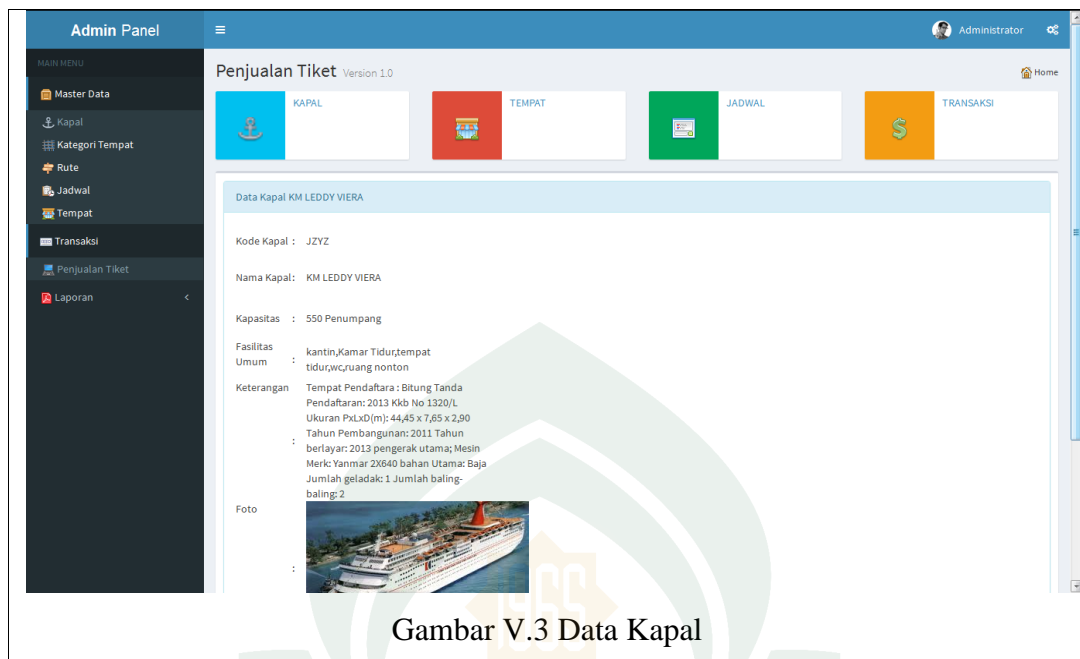 Admin Panel
Administrator
MAIN MENU
Penjualan Tiket Version 1.0
Home
Master Data
Kapal
Kategori Tempat
Rute
Jadwal
Tempat
Transaksi
Penjualan Tiket
Laporan
KAPAL
TEMPAT
JADWAL
TRANSAKSI
Data Kapal KM LEDDY VIERA
Kode Kapal : JZYZ
Nama Kapal: KM LEDDY VIERA
Kapasitas : 550 Penumpang
Fasilitas
Umum :
kantin,Kamar Tidur,tempat
tidur,wc,ruang nonton
Keterangan :
Tempat Pendaftara : Bitung Tanda
Pendaftaran: 2013 Kkb No 1320/L
Ukuran PxLxD(m): 44,45 x 7,65 x 2,90
Tahun Pembangunan: 2011 Tahun
berlayar: 2013 pengerak utama; Mesin
Merk: Yanmar 2X640 bahan Utama: Baja
Jumlah geladak: 1 Jumlah baling-
baling: 2
Foto :
1965
Gambar V.3 Data Kapal